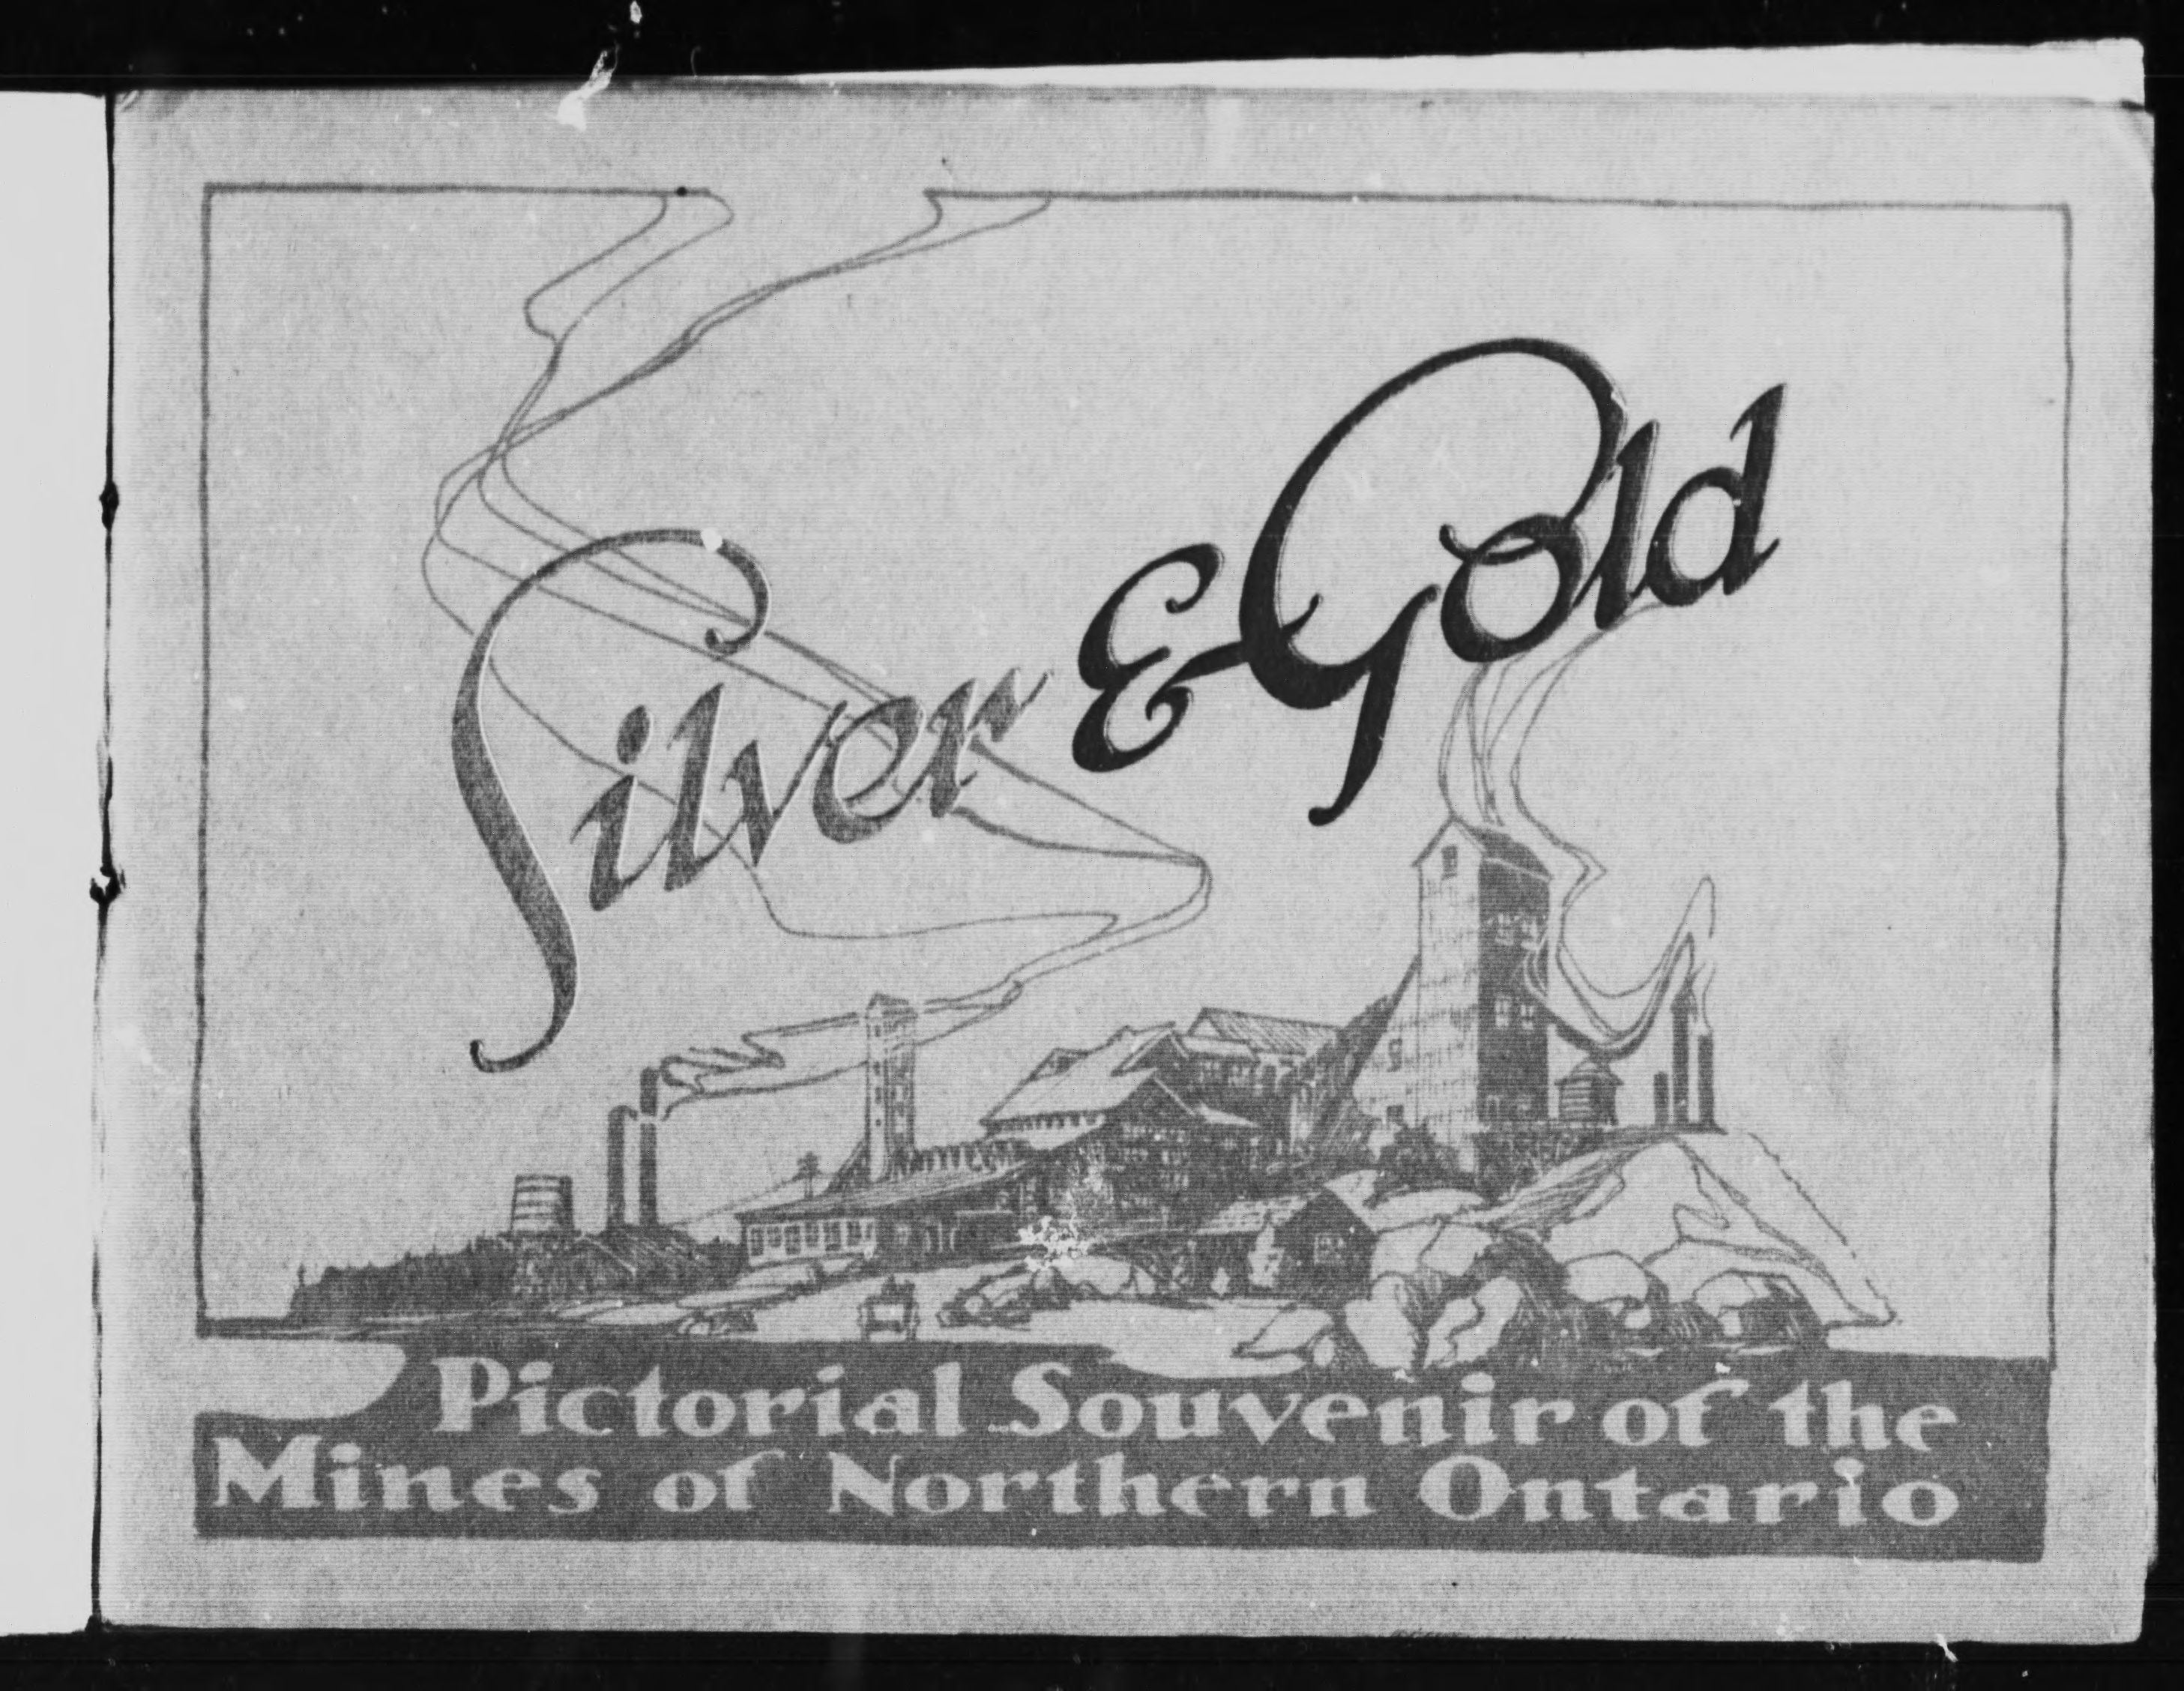 Silver & Gold
Pictorial Souvenir of the
Mines of Northern Ontario